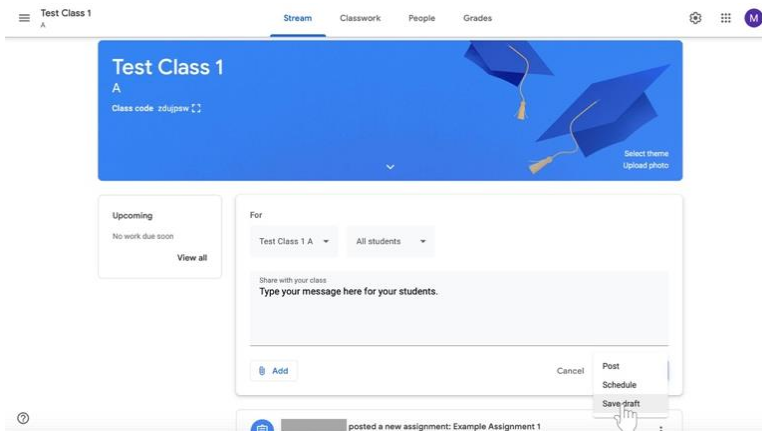 Test Class 1
A
Stream
Classwork
People
Grades
M
Test Class 1
A
Class code zdujpsw
Select theme
Upload photo
Upcoming
No work due soon
View all
For
Test Class 1 A
All students
Share with your class
Type your message here for your students.
Add
Cancel
Post
Schedule
Save draft
posted a new assignment: Example Assignment 1